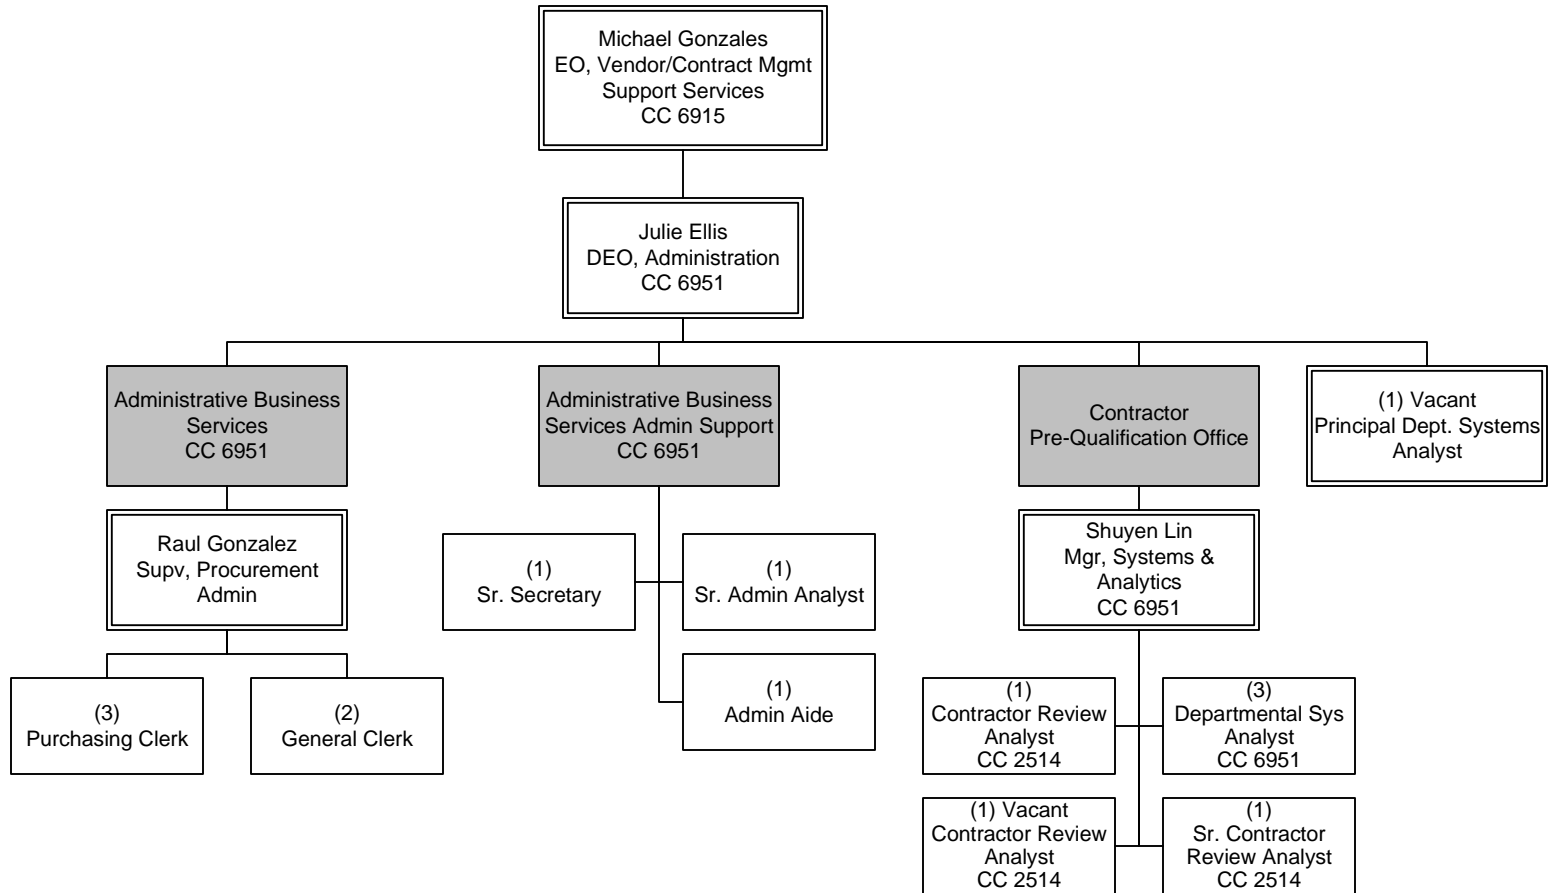 Michael Gonzales
EO, Vendor/Contract Mgmt
Support Services
CC 6915
Julie Ellis
DEO, Administration
CC 6951
Administrative Business
Services
CC 6951
Administrative Business
Services Admin Support
CC 6951
Contractor
Pre-Qualification Office
(1) Vacant
Principal Dept. Systems
Analyst
Raul Gonzalez
Supv, Procurement
Admin
(1)
Sr. Secretary
(1)
Sr. Admin Analyst
Shuyen Lin
Mgr, Systems &
Analytics
CC 6951
(3)
Purchasing Clerk
(2)
General Clerk
(1)
Admin Aide
(1)
Contractor Review
Analyst
CC 2514
(3)
Departmental Sys
Analyst
CC 6951
(1) Vacant
Contractor Review
Analyst
CC 2514
(1)
Sr. Contractor
Review Analyst
CC 2514